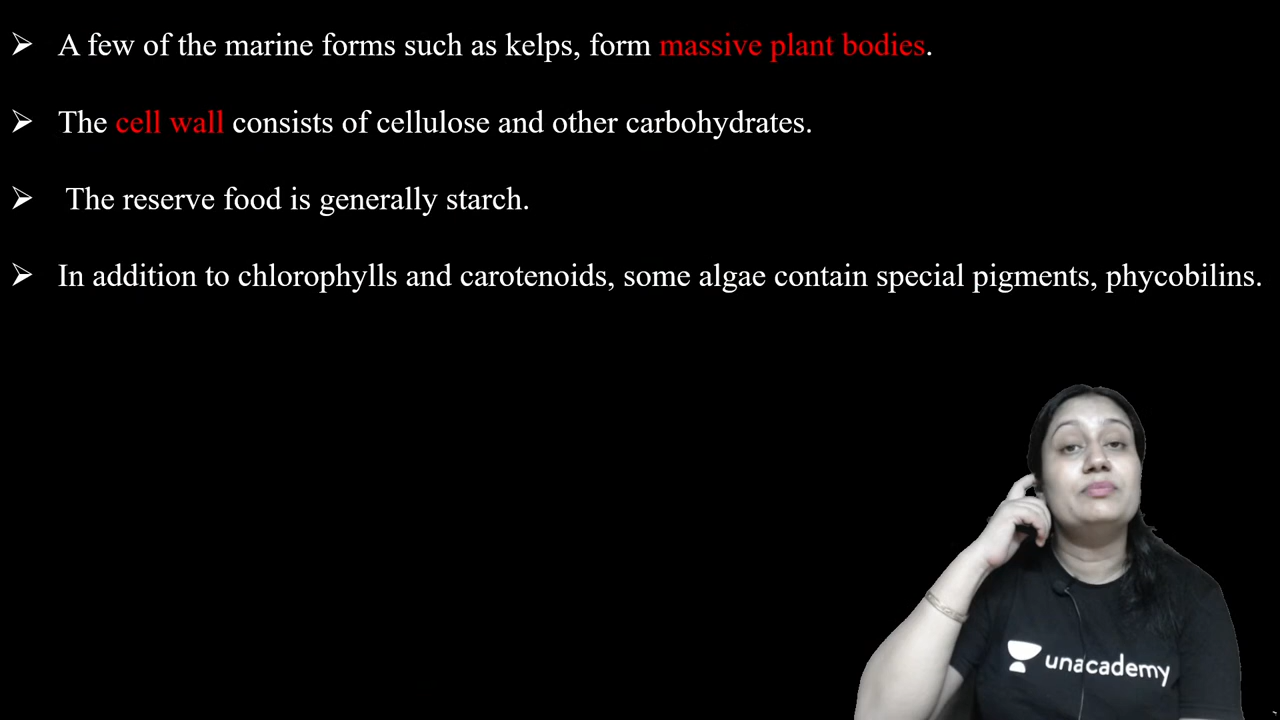 ➢ A few of the marine forms such as kelps, form massive plant bodies.
➢ The cell wall consists of cellulose and other carbohydrates.
➢ The reserve food is generally starch.
➢ In addition to chlorophylls and carotenoids, some algae contain special pigments, phycobilins.
unacademy